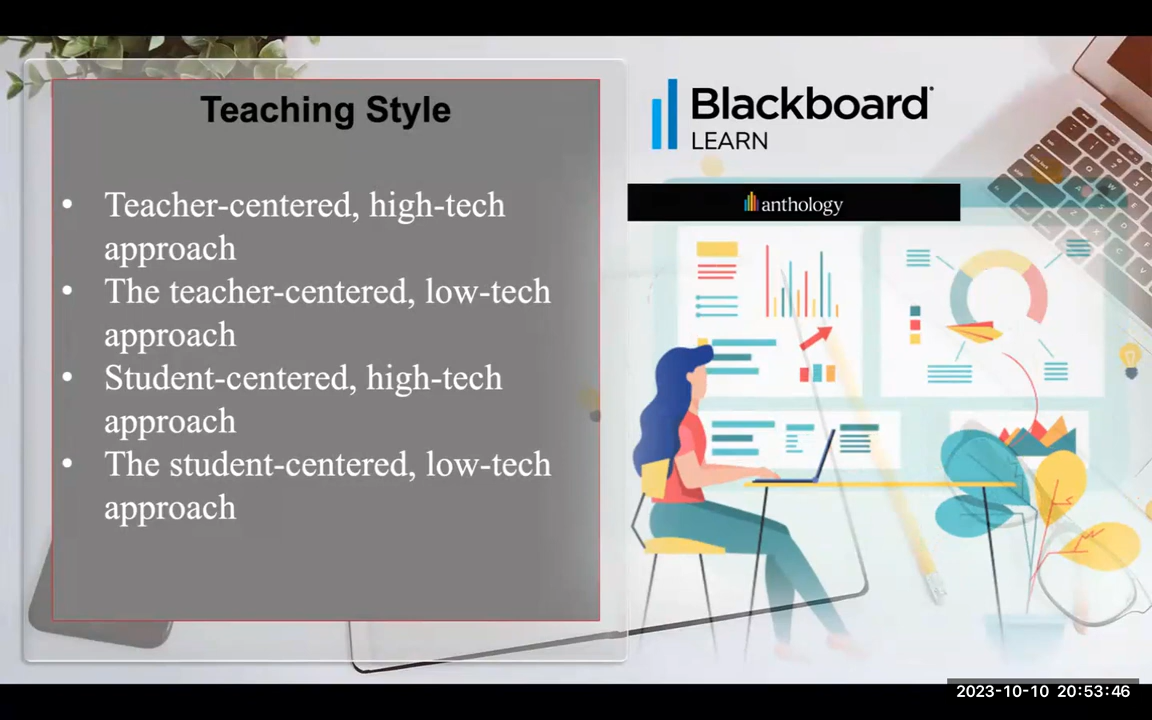 Teaching Style
• Teacher-centered, high-tech
approach
• The teacher-centered, low-tech
approach
• Student-centered, high-tech
approach
• The student-centered, low-tech
approach
Blackboard
LEARN
anthology
2023-10-10 20:53:46